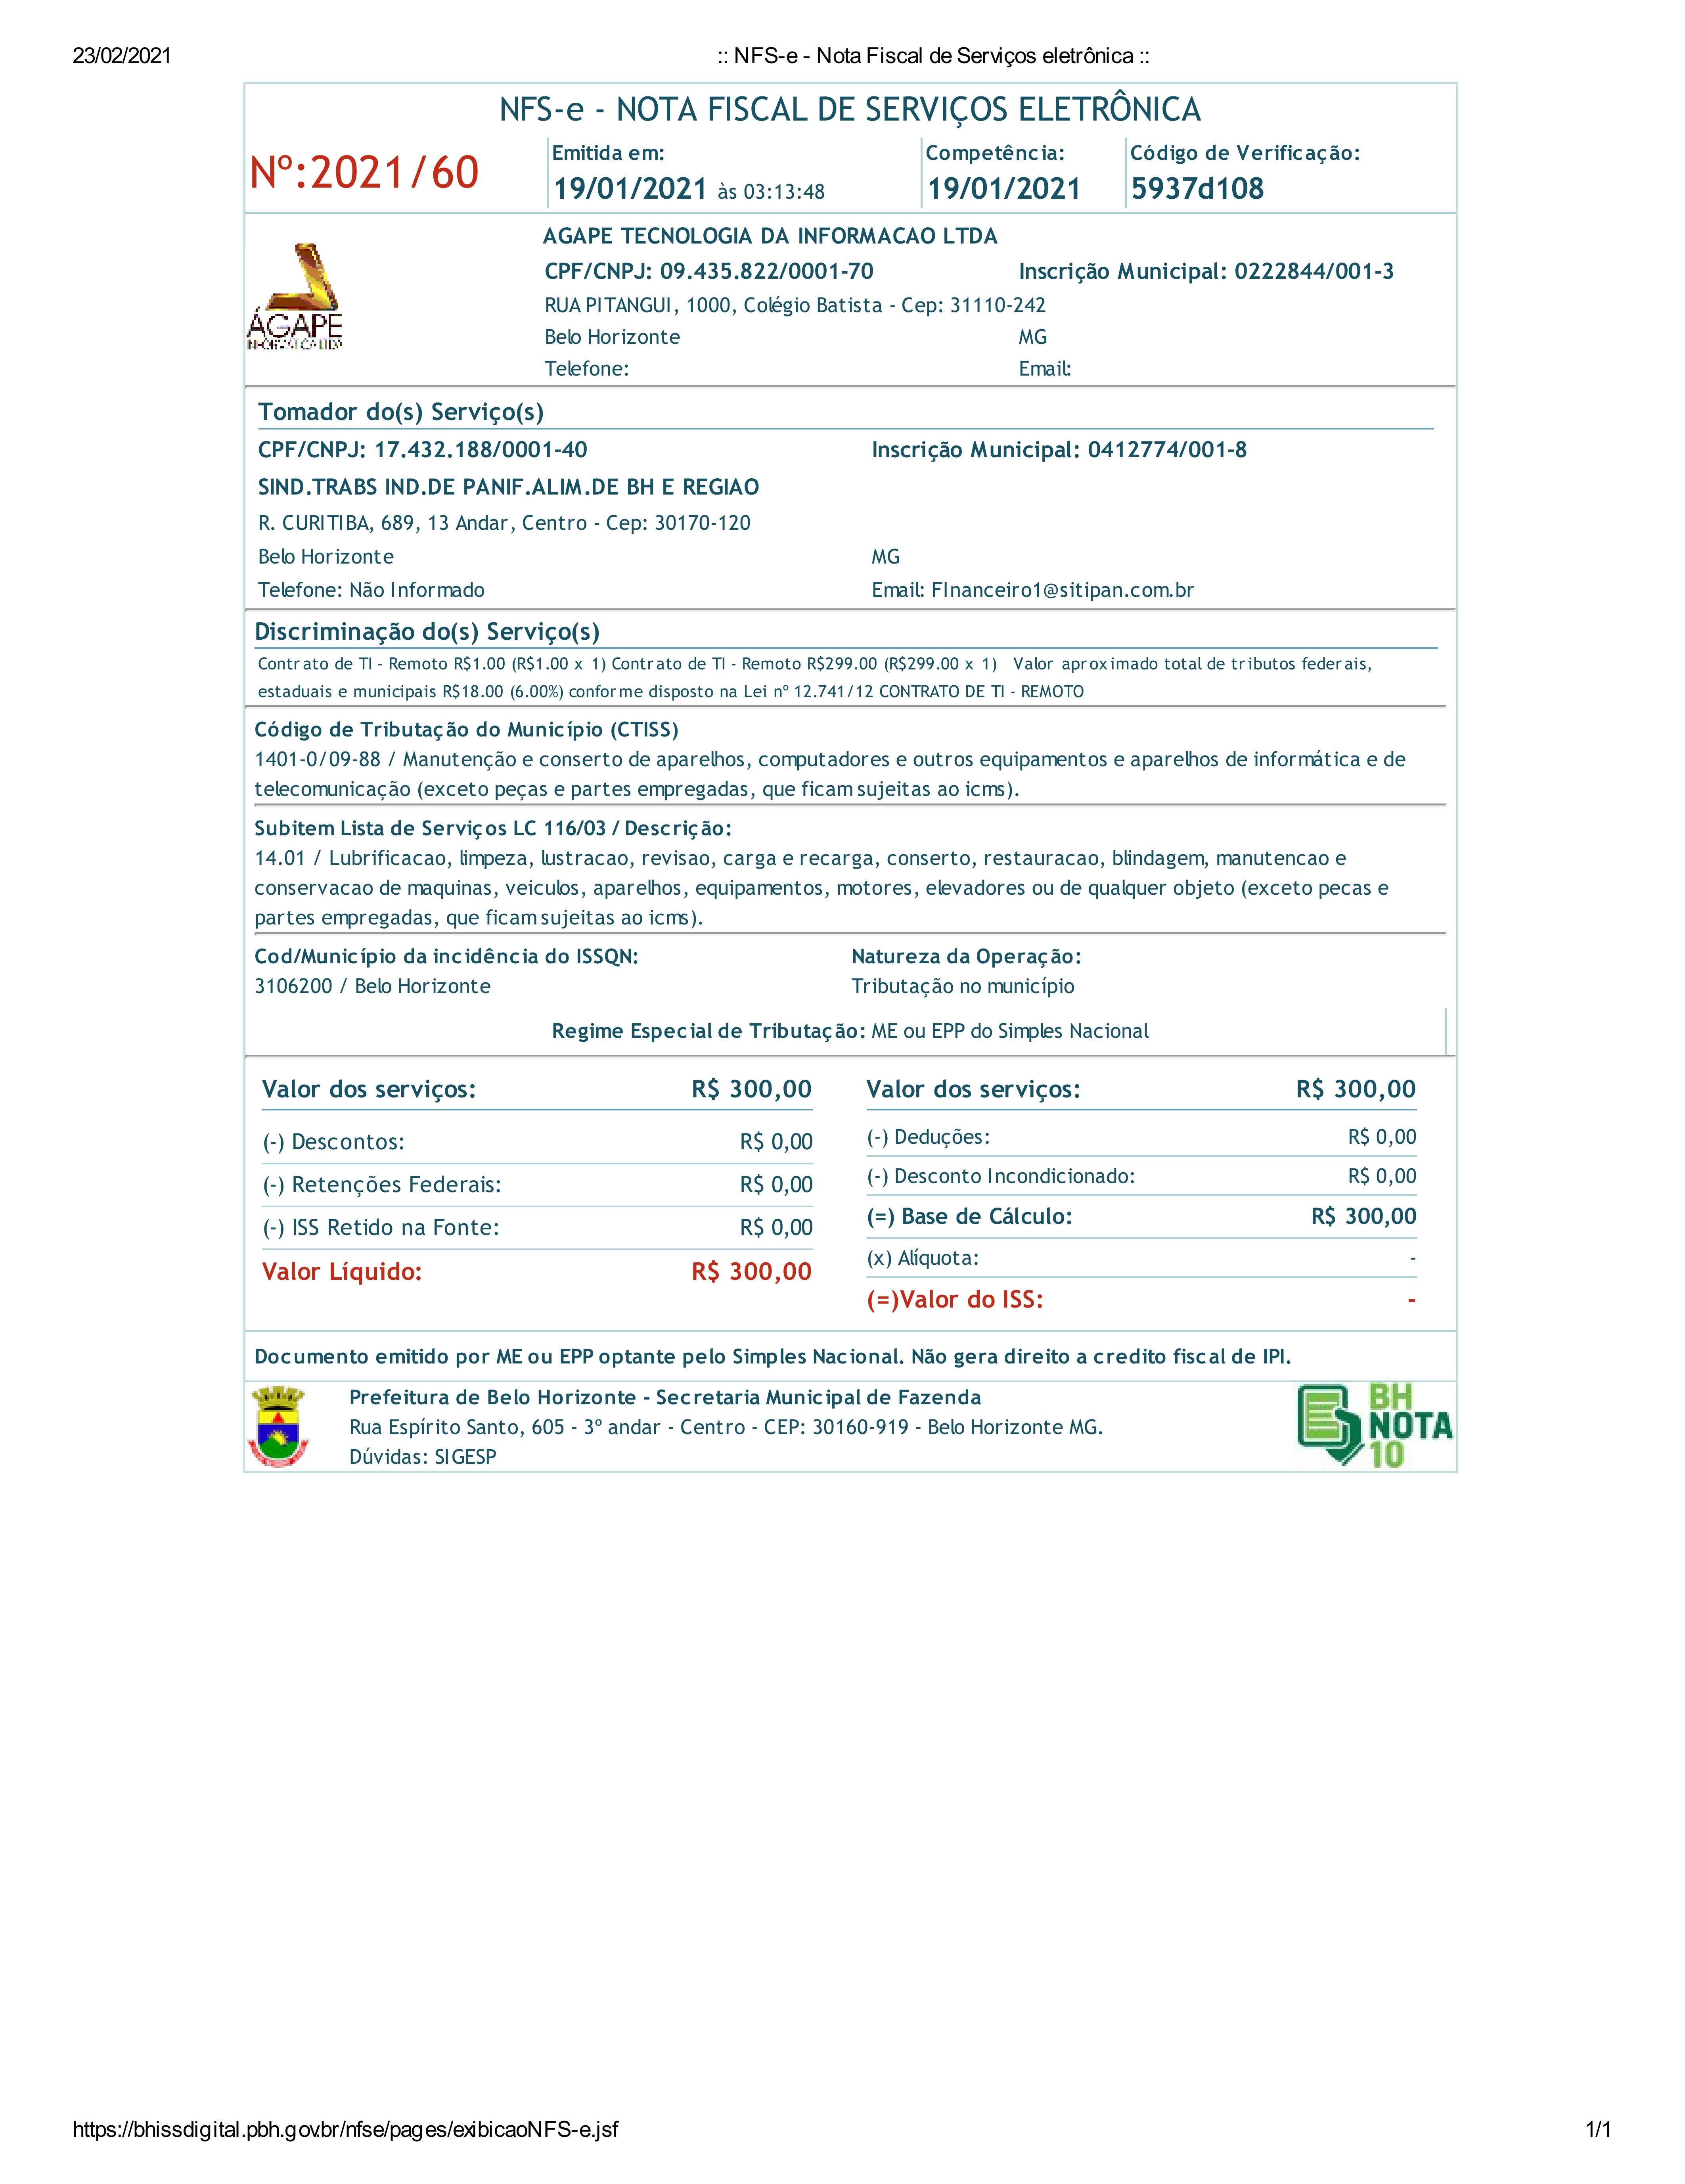 23/02/2021 :: NFS-e - Nota Fiscal de Serviços eletrônica ::
NFS-e - NOTA FISCAL DE SERVIÇOS ELETRÔNICA
Nº:2021/60
Emitida em: Competência: Código de Verificação:
19/01/2021 às 03:13:48 19/01/2021 5937d108
ÁGAPE
AGAPE TECNOLOGIA DA INFORMACAO LTDA
CPF/CNPJ: 09.435.822/0001-70 Inscrição Municipal: 0222844/001-3
RUA PITANGUI, 1000, Colégio Batista - Cep: 31110-242
Belo Horizonte MG
Telefone: Email:
Tomador do(s) Serviço(s)
CPF/CNPJ: 17.432.188/0001-40 Inscrição Municipal: 0412774/001-8
SIND.TRABS IND.DE PANIF.ALIM.DE BH E REGIAO
R. CURITIBA, 689, 13 Andar, Centro - Cep: 30170-120
Belo Horizonte MG
Telefone: Não Informado Email: FInanceiro1@sitipan.com.br
Discriminação do(s) Serviço(s)
Contrato de TI - Remoto R$1.00 (R$1.00 x 1) Contrato de TI - Remoto R$299.00 (R$299.00 x 1) Valor aproximado total de tributos federais,
estaduais e municipais R$18.00 (6.00%) conforme disposto na Lei nº 12.741/12 CONTRATO DE TI - REMOTO
Código de Tributação do Município (CTISS)
1401-0/09-88 / Manutenção e conserto de aparelhos, computadores e outros equipamentos e aparelhos de informática e de
telecomunicação (exceto peças e partes empregadas, que ficam sujeitas ao icms).
Subitem Lista de Serviços LC 116/03 / Descrição:
14.01 / Lubrificacao, limpeza, lustracao, revisao, carga e recarga, conserto, restauracao, blindagem, manutencao e
conservacao de maquinas, veiculos, aparelhos, equipamentos, motores, elevadores ou de qualquer objeto (exceto pecas e
partes empregadas, que ficam sujeitas ao icms).
Cod/Município da incidência do ISSQN: Natureza da Operação:
3106200 / Belo Horizonte Tributação no município
Regime Especial de Tributação: ME ou EPP do Simples Nacional
Valor dos serviços: R$ 300,00 Valor dos serviços: R$ 300,00
(-) Descontos: R$ 0,00 (-) Deduções: R$ 0,00
(-) Retenções Federais: R$ 0,00 (-) Desconto Incondicionado: R$ 0,00
(-) ISS Retido na Fonte: R$ 0,00 (=) Base de Cálculo: R$ 300,00
Valor Líquido: R$ 300,00 (x) Alíquota: -
(=)Valor do ISS: -
Documento emitido por ME ou EPP optante pelo Simples Nacional. Não gera direito a credito fiscal de IPI.
Prefeitura de Belo Horizonte - Secretaria Municipal de Fazenda
Rua Espírito Santo, 605 - 3º andar - Centro - CEP: 30160-919 - Belo Horizonte MG.
Dúvidas: SIGESP
BH
NOTA
10
https://bhissdigital.pbh.gov.br/nfse/pages/exibicaoNFS-e.jsf 1/1